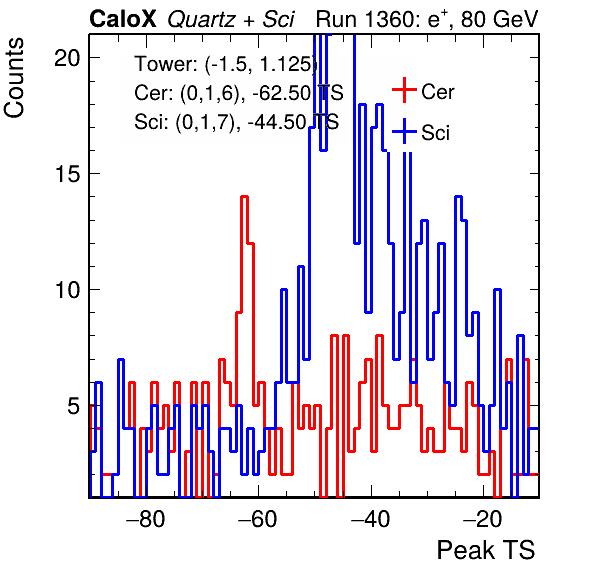 CaloX Quartz + Sci Run 1360: e⁺, 80 GeV
Counts
Tower: (-1.5, 1.125)
Cer: (0,1,6), -62.50 TS
Sci: (0,1,7), -44.50 TS
Cer
Sci
20
15
10
5
−80 −60 −40 −20
Peak TS